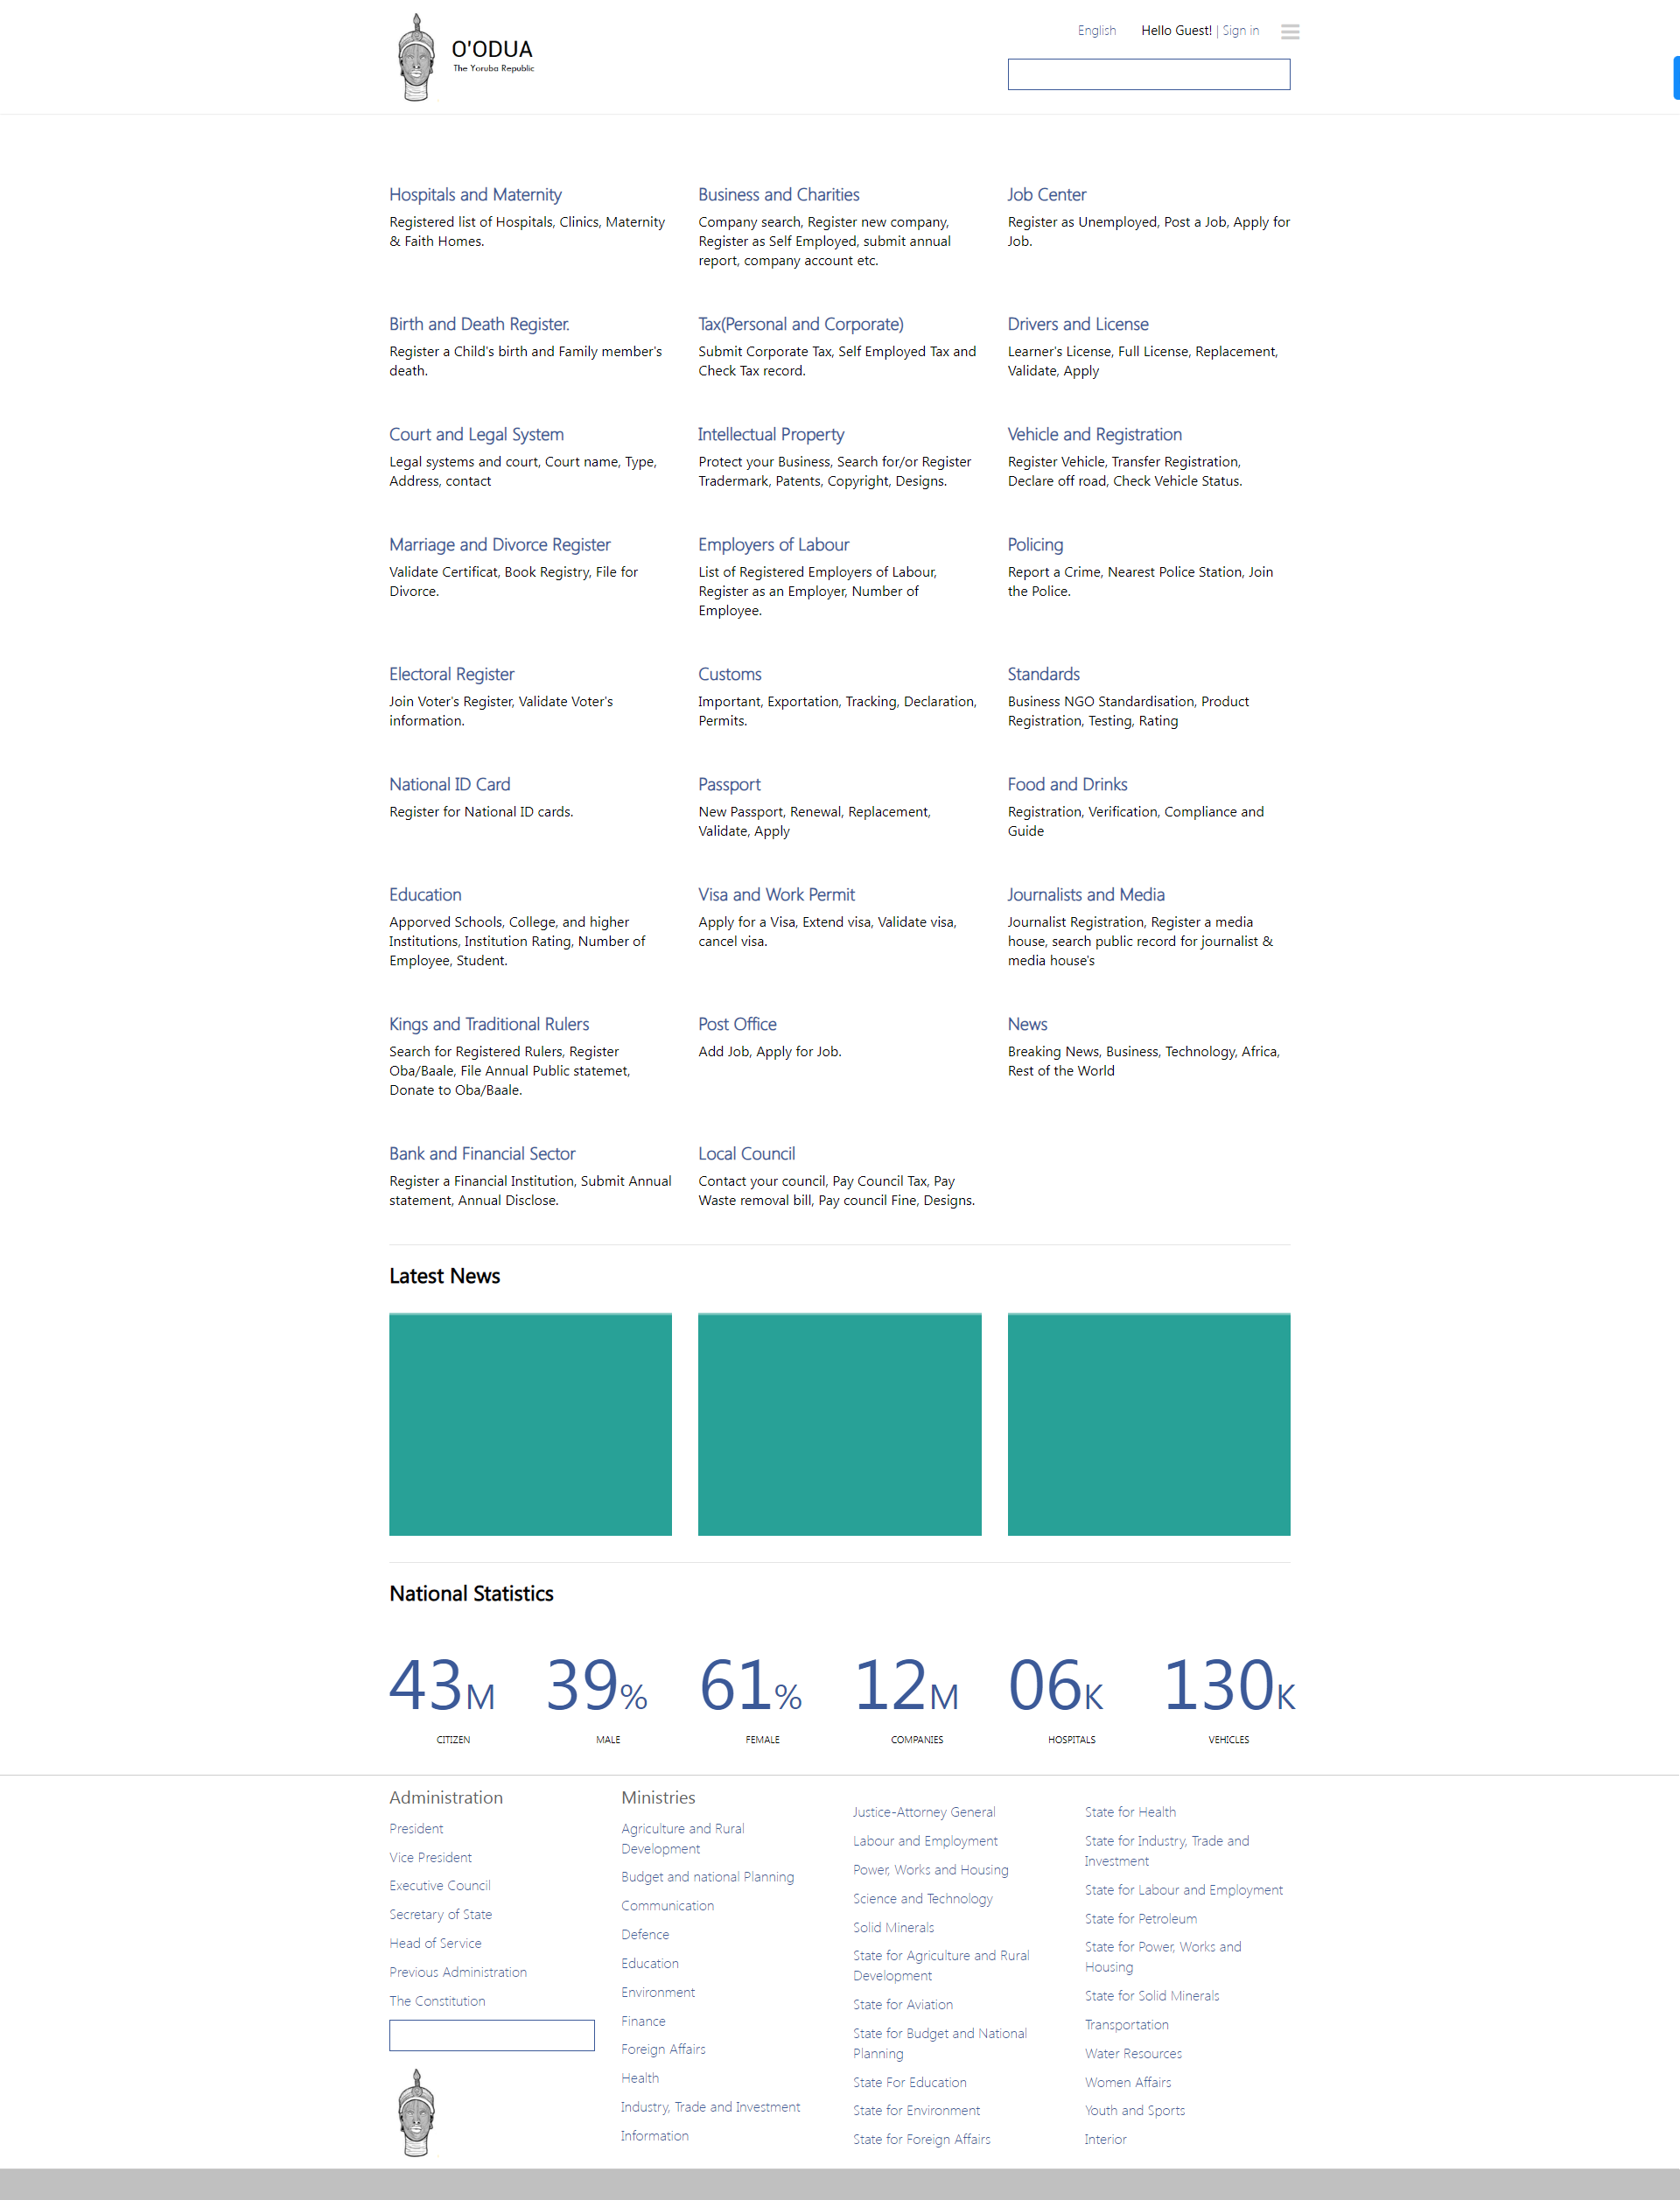 O'ODUA
The Yoruba Republic
English
Hello Guest! | Sign in
Hospitals and Maternity
Registered list of Hospitals, Clinics, Maternity
& Faith Homes.
Business and Charities
Company search, Register new company,
Register as Self Employed, submit annual
report, company account etc.
Job Center
Register as Unemployed, Post a Job, Apply for
Job.
Birth and Death Register.
Register a Child's birth and Family member's
death.
Tax(Personal and Corporate)
Submit Corporate Tax, Self Employed Tax and
Check Tax record.
Drivers and License
Learner's License, Full License, Replacement,
Validate, Apply
Court and Legal System
Legal systems and court, Court name, Type,
Address, contact
Intellectual Property
Protect your Business, Search for/or Register
Tradermark, Patents, Copyright, Designs.
Vehicle and Registration
Register Vehicle, Transfer Registration,
Declare off road, Check Vehicle Status.
Marriage and Divorce Register
Validate Certificat, Book Registry, File for
Divorce.
Employers of Labour
List of Registered Employers of Labour,
Register as an Employer, Number of
Employee.
Policing
Report a Crime, Nearest Police Station, Join
the Police.
Electoral Register
Join Voter's Register, Validate Voter's
information.
Customs
Important, Exportation, Tracking, Declaration,
Permits.
Standards
Business NGO Standardisation, Product
Registration, Testing, Rating
National ID Card
Register for National ID cards.
Passport
New Passport, Renewal, Replacement,
Validate, Apply
Food and Drinks
Registration, Verification, Compliance and
Guide
Education
Apporved Schools, College, and higher
Institutions, Institution Rating, Number of
Employee, Student.
Visa and Work Permit
Apply for a Visa, Extend visa, Validate visa,
cancel visa.
Journalists and Media
Journalist Registration, Register a media
house, search public record for journalist &
media house's
Kings and Traditional Rulers
Search for Registered Rulers, Register
Oba/Baale, File Annual Public statemet,
Donate to Oba/Baale.
Post Office
Add Job, Apply for Job.
News
Breaking News, Business, Technology, Africa,
Rest of the World
Bank and Financial Sector
Register a Financial Institution, Submit Annual
statement, Annual Disclose.
Local Council
Contact your council, Pay Council Tax, Pay
Waste removal bill, Pay council Fine, Designs.
Latest News
National Statistics
43M
CITIZEN
39%
MALE
61%
FEMALE
12M
COMPANIES
06K
HOSPITALS
130K
VEHICLES
Administration
President
Vice President
Executive Council
Secretary of State
Head of Service
Previous Administration
The Constitution
Ministries
Agriculture and Rural
Development
Budget and national Planning
Communication
Defence
Education
Environment
Finance
Foreign Affairs
Health
Industry, Trade and Investment
Information
Justice-Attorney General
Labour and Employment
Power, Works and Housing
Science and Technology
Solid Minerals
State for Agriculture and Rural
Development
State for Aviation
State for Budget and National
Planning
State For Education
State for Environment
State for Foreign Affairs
State for Health
State for Industry, Trade and
Investment
State for Labour and Employment
State for Petroleum
State for Power, Works and
Housing
State for Solid Minerals
Transportation
Water Resources
Women Affairs
Youth and Sports
Interior